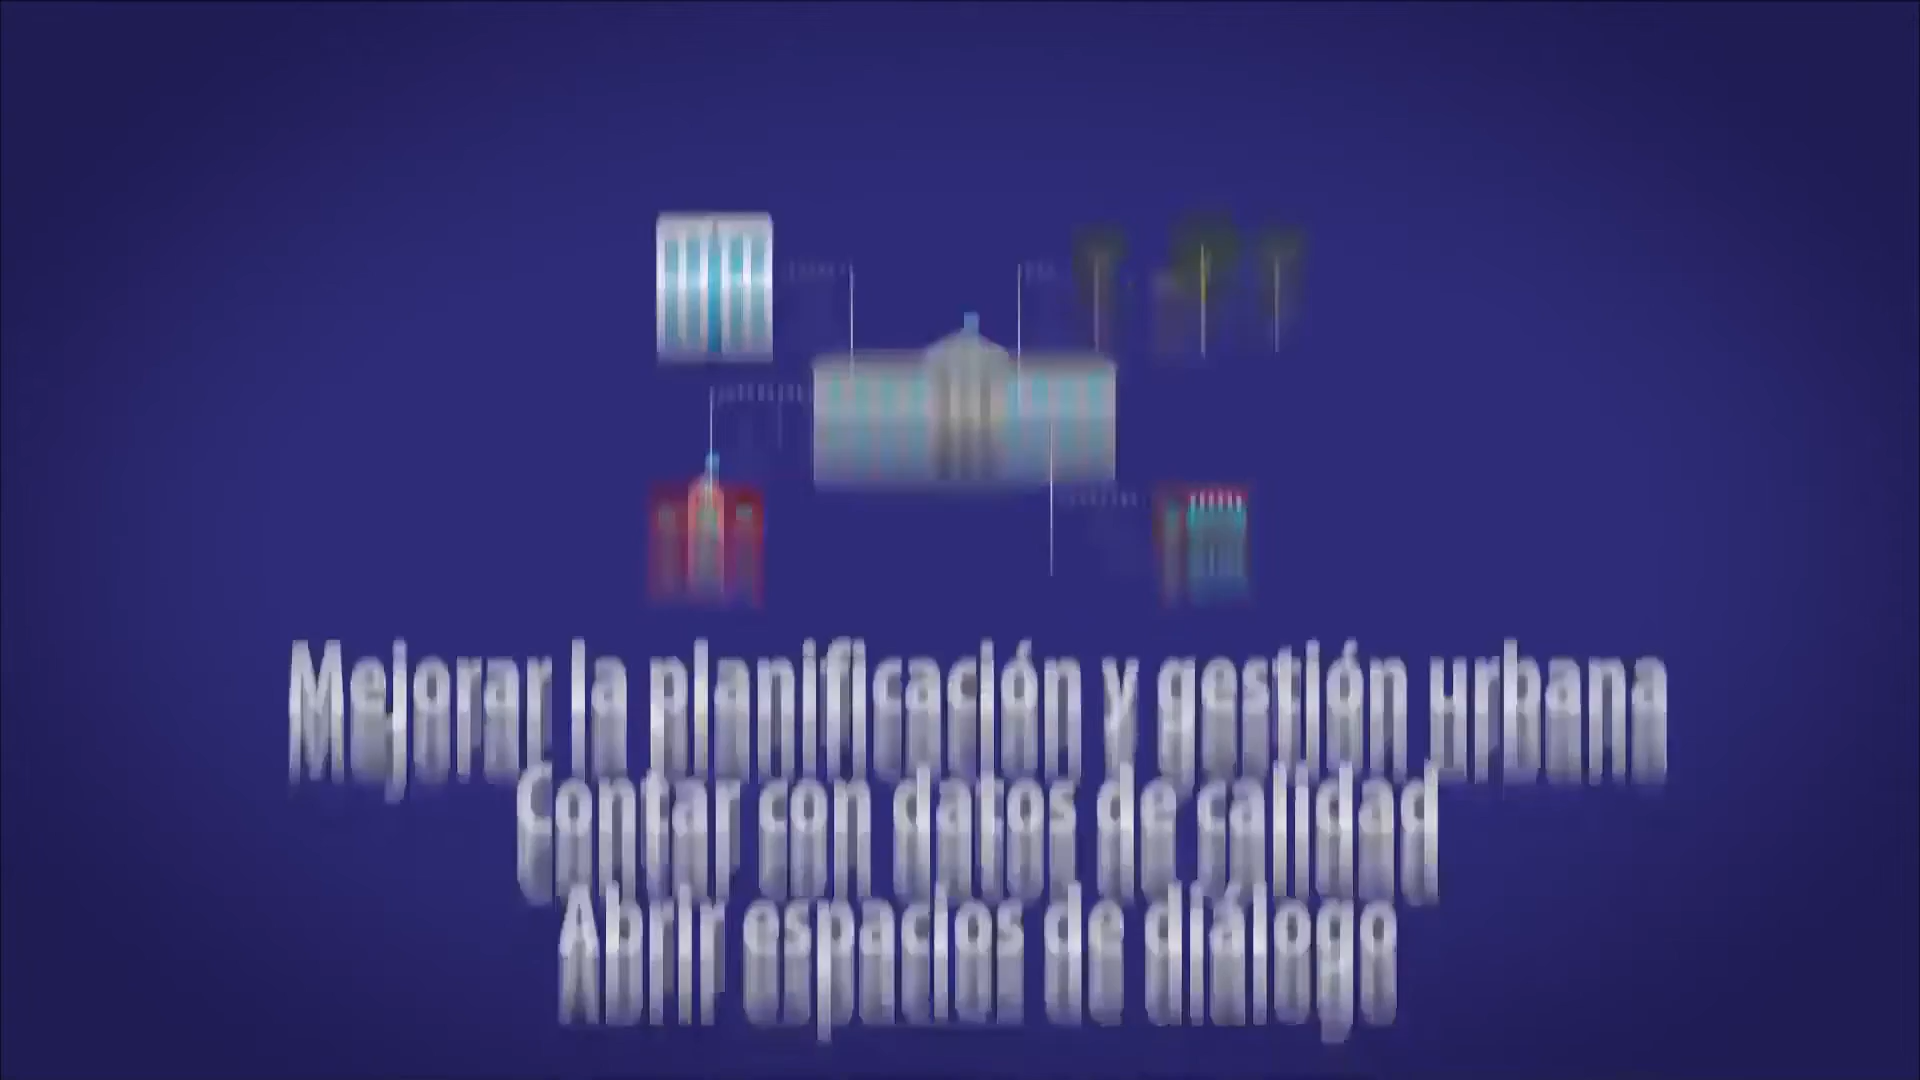 Mejorar la planificación y gestión urbana
Contar con datos de calidad
Abrir espacios de diálogo